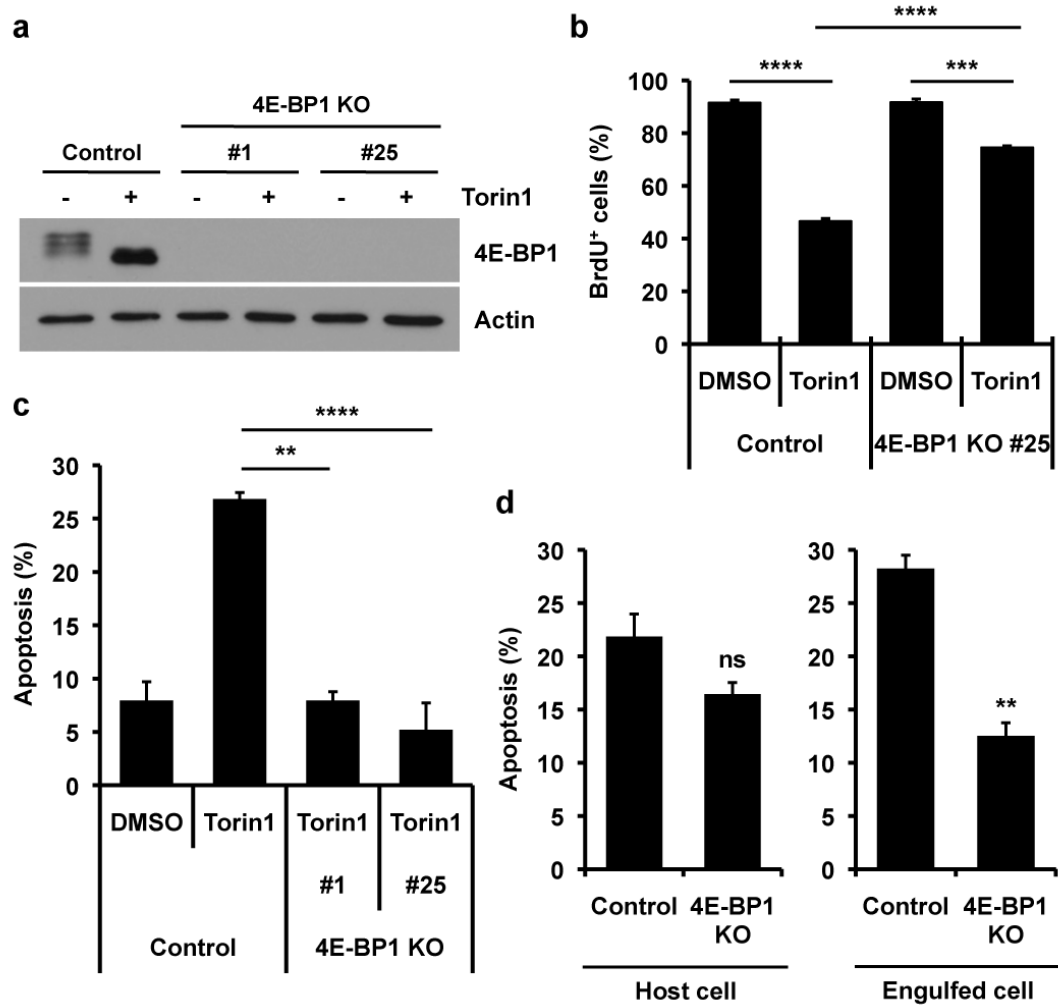 a
4E-BP1 KO
Control #1 #25
- + - + - + Torin1
4E-BP1
Actin
b
****
**** ***
BrdU+ cells (%)
100
80
60
40
20
0
DMSO Torin1 DMSO Torin1
Control 4E-BP1 KO #25
c
****
**
Apoptosis (%)
30
25
20
15
10
5
0
DMSO Torin1 Torin1 Torin1
#1 #25
Control 4E-BP1 KO
d
Apoptosis (%)
30
25
20
15
10
5
0
ns
Control 4E-BP1
KO
Host cell
30
25
20
15
10
5
0
**
Control 4E-BP1
KO
Engulfed cell